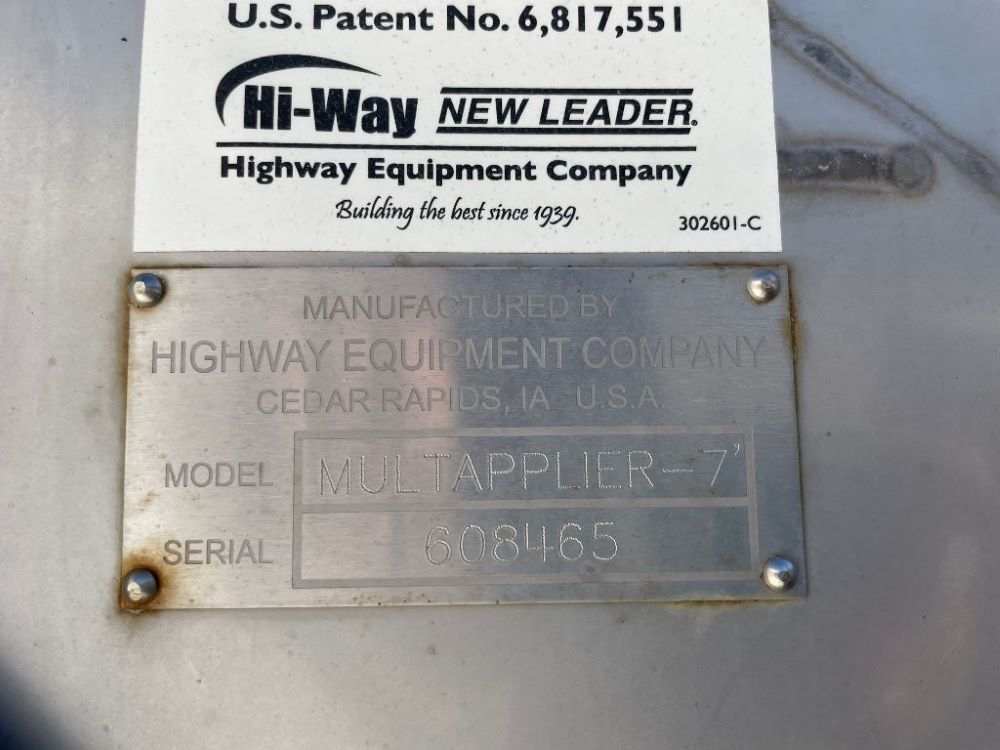 U.S. Patent No. 6,817,551
Hi-Way NEW LEADER®
Highway Equipment Company
Building the best since 1939.
302601-C
MANUFACTURED BY
HIGHWAY EQUIPMENT COMPANY
CEDAR RAPIDS, IA U.S.A.
MODEL MULTAPPLIER-7'
SERIAL 608465